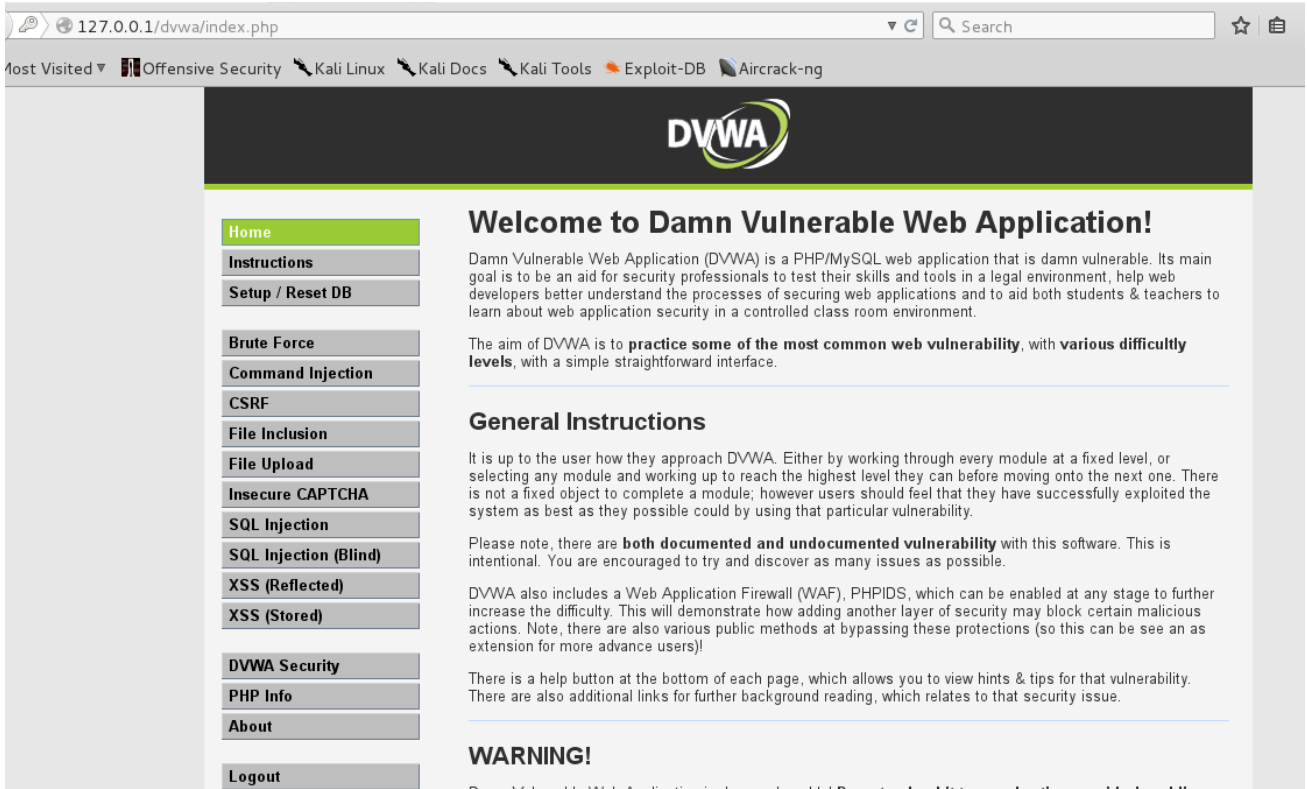 127.0.0.1/dvwa/index.php
Search
Most Visited
Offensive Security
Kali Linux
Kali Docs
Kali Tools
Exploit-DB
Aircrack-ng
DVWA
Home
Instructions
Setup / Reset DB
Brute Force
Command Injection
CSRF
File Inclusion
File Upload
Insecure CAPTCHA
SQL Injection
SQL Injection (Blind)
XSS (Reflected)
XSS (Stored)
DVWA Security
PHP Info
About
Logout
Welcome to Damn Vulnerable Web Application!
Damn Vulnerable Web Application (DVWA) is a PHP/MySQL web application that is damn vulnerable. Its main
goal is to be an aid for security professionals to test their skills and tools in a legal environment, help web
developers better understand the processes of securing web applications and to aid both students & teachers to
learn about web application security in a controlled class room environment.
The aim of DVWA is to practice some of the most common web vulnerability, with various difficultly
levels, with a simple straightforward interface.
General Instructions
It is up to the user how they approach DVWA. Either by working through every module at a fixed level, or
selecting any module and working up to reach the highest level they can before moving onto the next one. There
is not a fixed object to complete a module; however users should feel that they have successfully exploited the
system as best as they possible could by using that particular vulnerability.
Please note, there are both documented and undocumented vulnerability with this software. This is
intentional. You are encouraged to try and discover as many issues as possible.
DVWA also includes a Web Application Firewall (WAF), PHPIDS, which can be enabled at any stage to further
increase the difficulty. This will demonstrate how adding another layer of security may block certain malicious
actions. Note, there are also various public methods at bypassing these protections (so this can be see an as
extension for more advance users)!
There is a help button at the bottom of each page, which allows you to view hints & tips for that vulnerability.
There are also additional links for further background reading, which relates to that security issue.
WARNING!